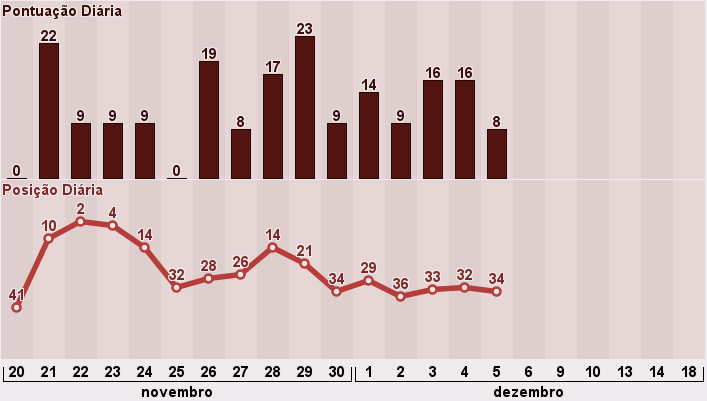 Pontuação Diária
0 22 9 9 9 0 19 8 17 23 9 14 9 16 16 8
Posição Diária
41 10 2 4 14 32 28 26 14 21 34 29 36 33 32 34
20 21 22 23 24 25 26 27 28 29 30 1 2 3 4 5 6 9 10 13 14 18
novembro dezembro